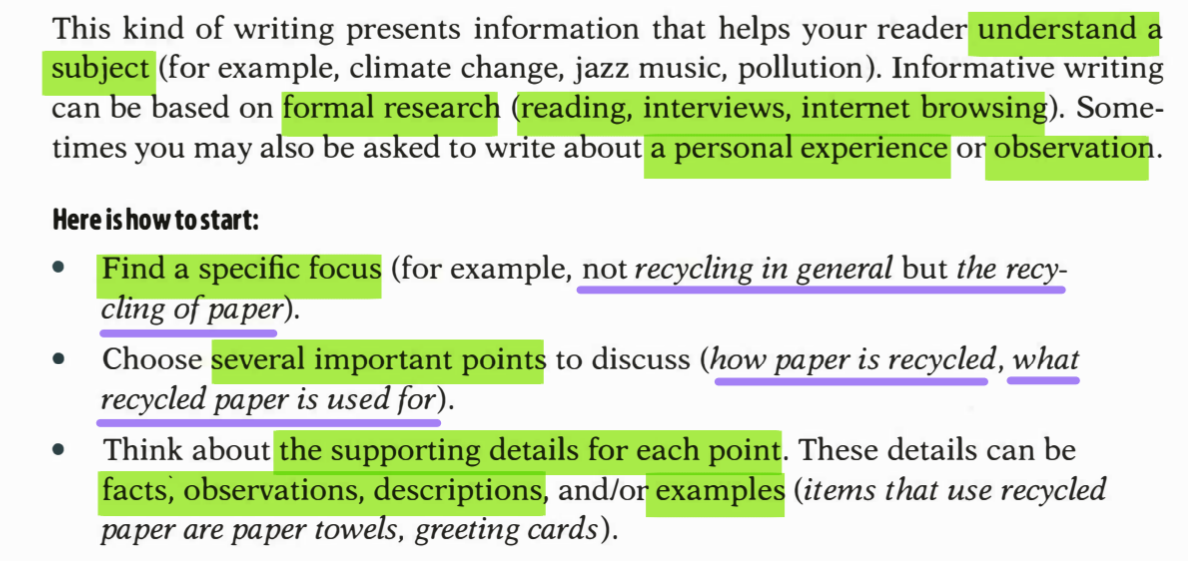 This kind of writing presents information that helps your reader understand a
subject (for example, climate change, jazz music, pollution). Informative writing
can be based on formal research (reading, interviews, internet browsing). Some-
times you may also be asked to write about a personal experience or observation.
Here is how to start:
• Find a specific focus (for example, not recycling in general but the recy-
cling of paper).
• Choose several important points to discuss (how paper is recycled, what
recycled paper is used for).
• Think about the supporting details for each point. These details can be
facts, observations, descriptions, and/or examples (items that use recycled
paper are paper towels, greeting cards).